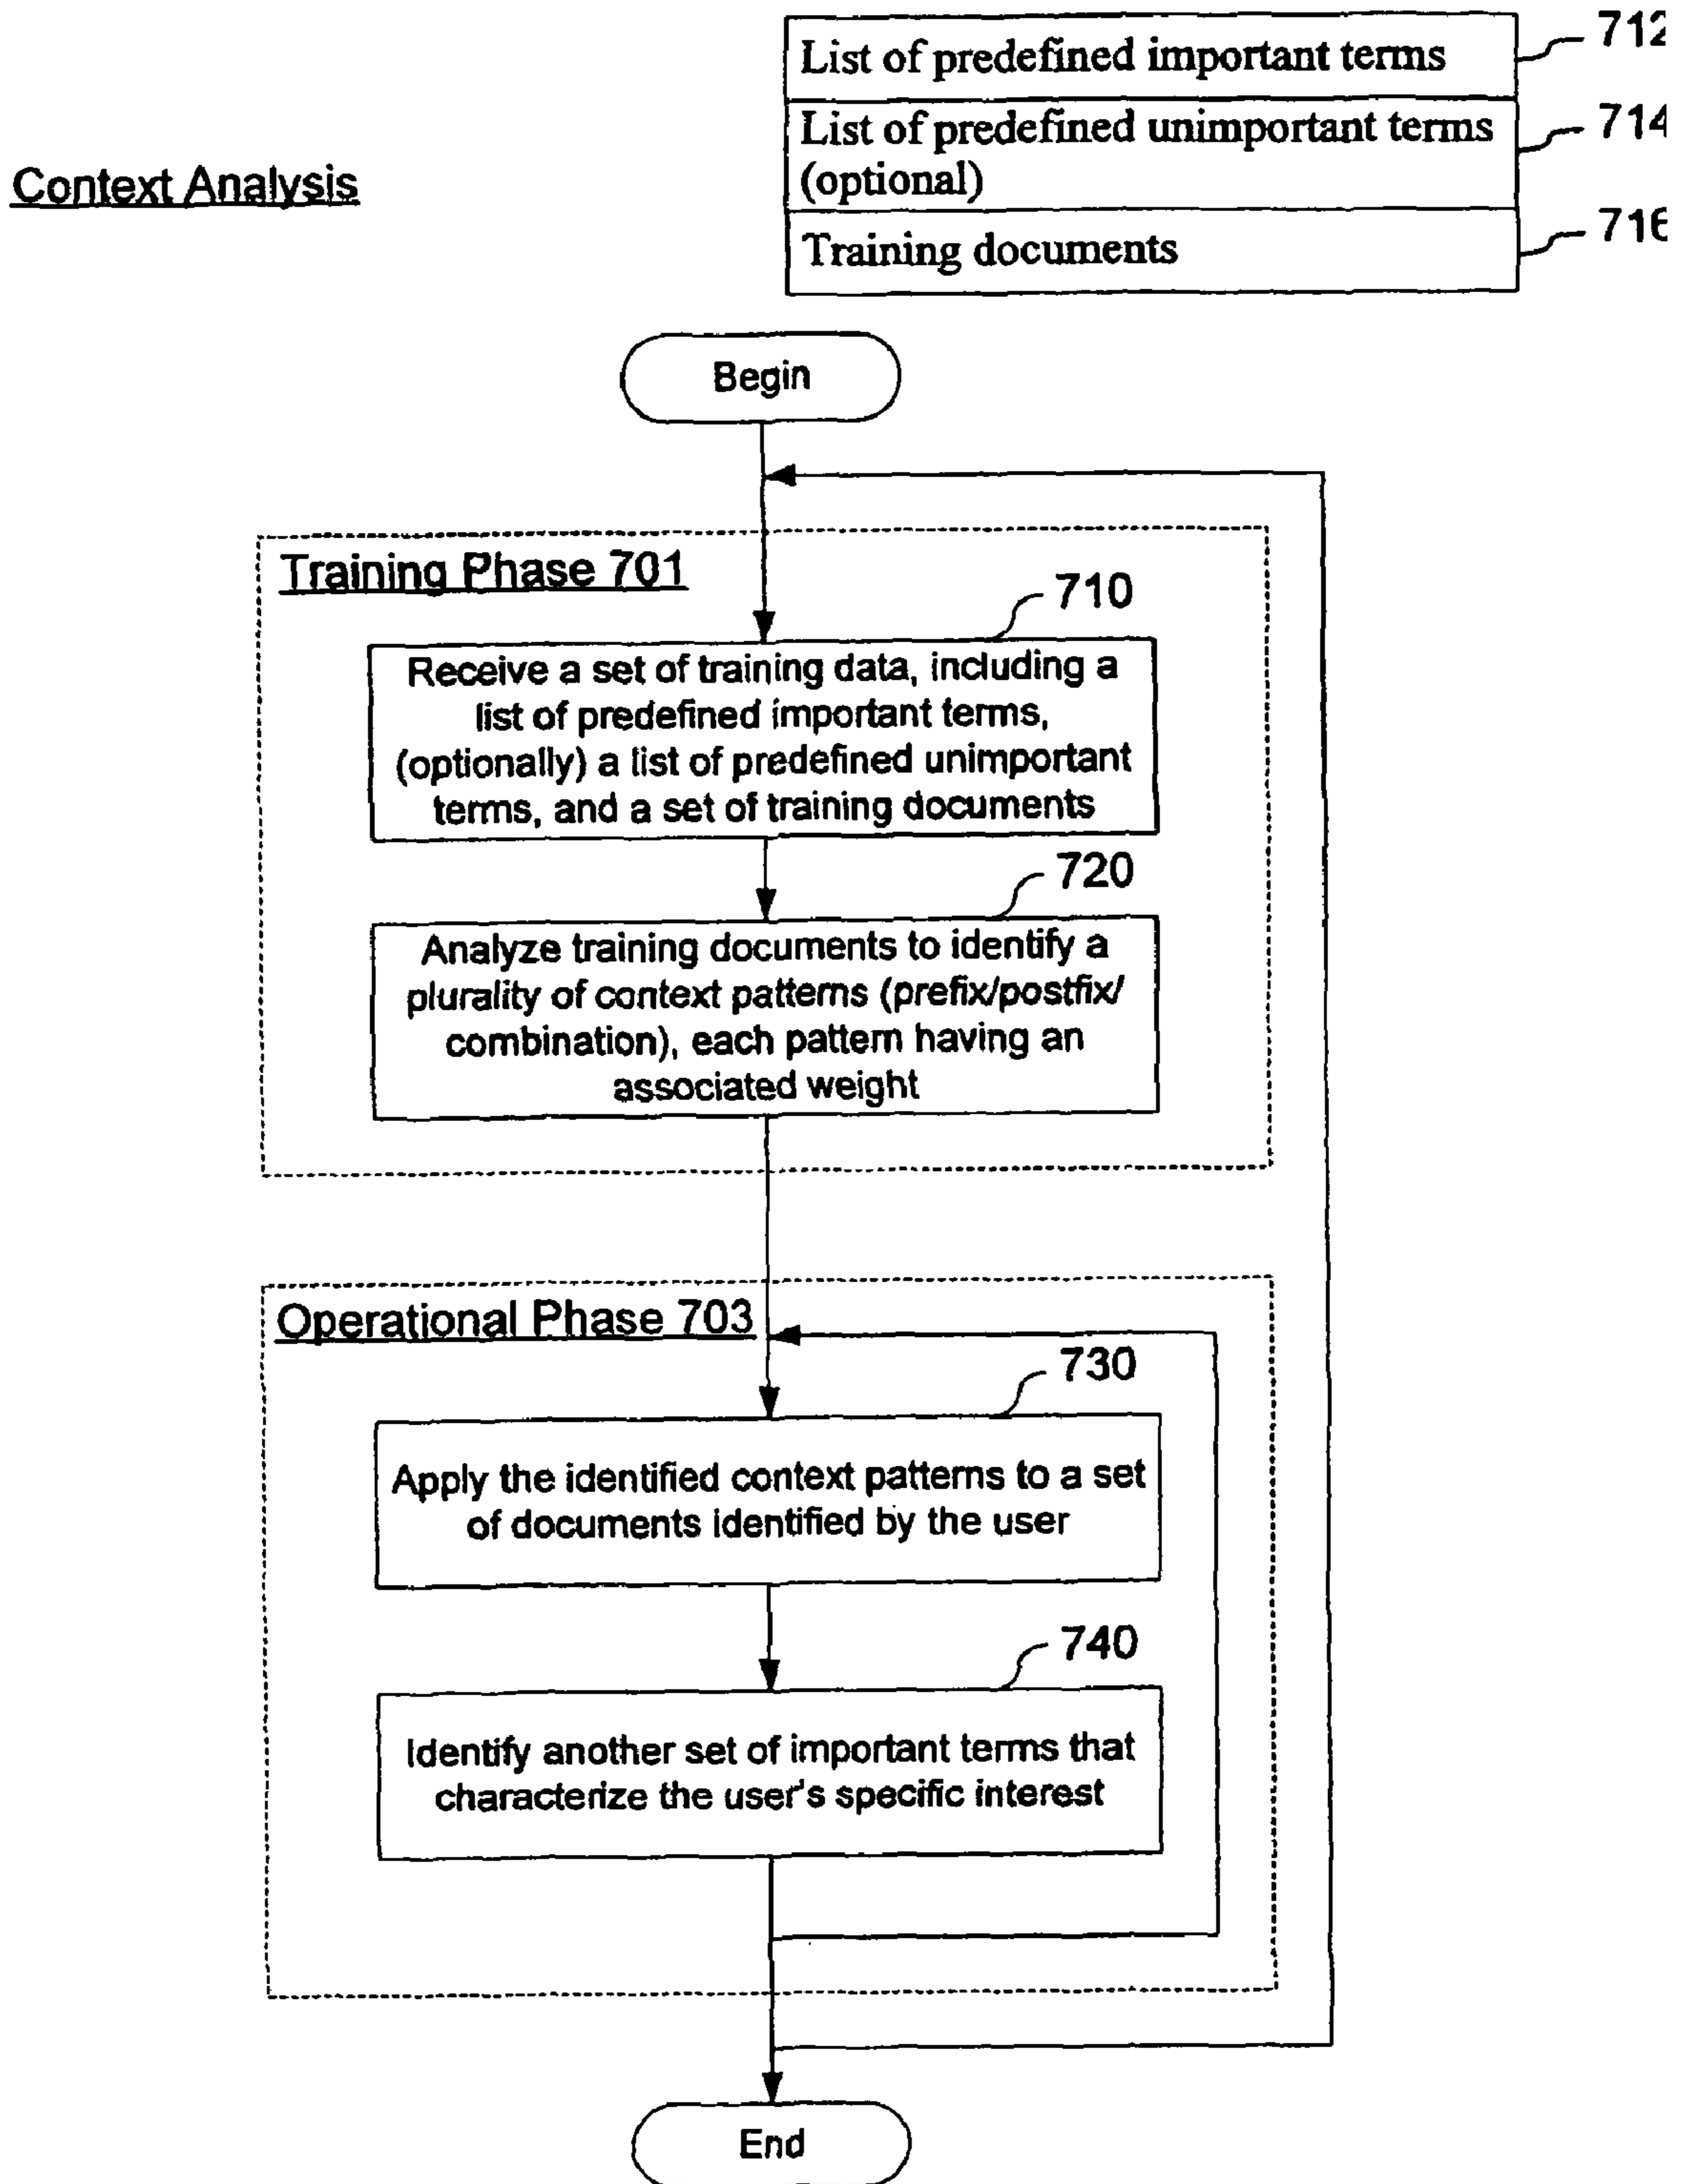 712
List of predefined important terms
714
List of predefined unimportant terms
(optional)
716
Training documents
Context Analysis
Begin
Training Phase 701
710
Receive a set of training data, including a
list of predefined important terms,
(optionally) a list of predefined unimportant
terms, and a set of training documents
720
Analyze training documents to identify a
plurality of context patterns (prefix/postfix/
combination), each pattern having an
associated weight
Operational Phase 703
730
Apply the identified context patterns to a set
of documents identified by the user
740
Identify another set of important terms that
characterize the user's specific interest
End